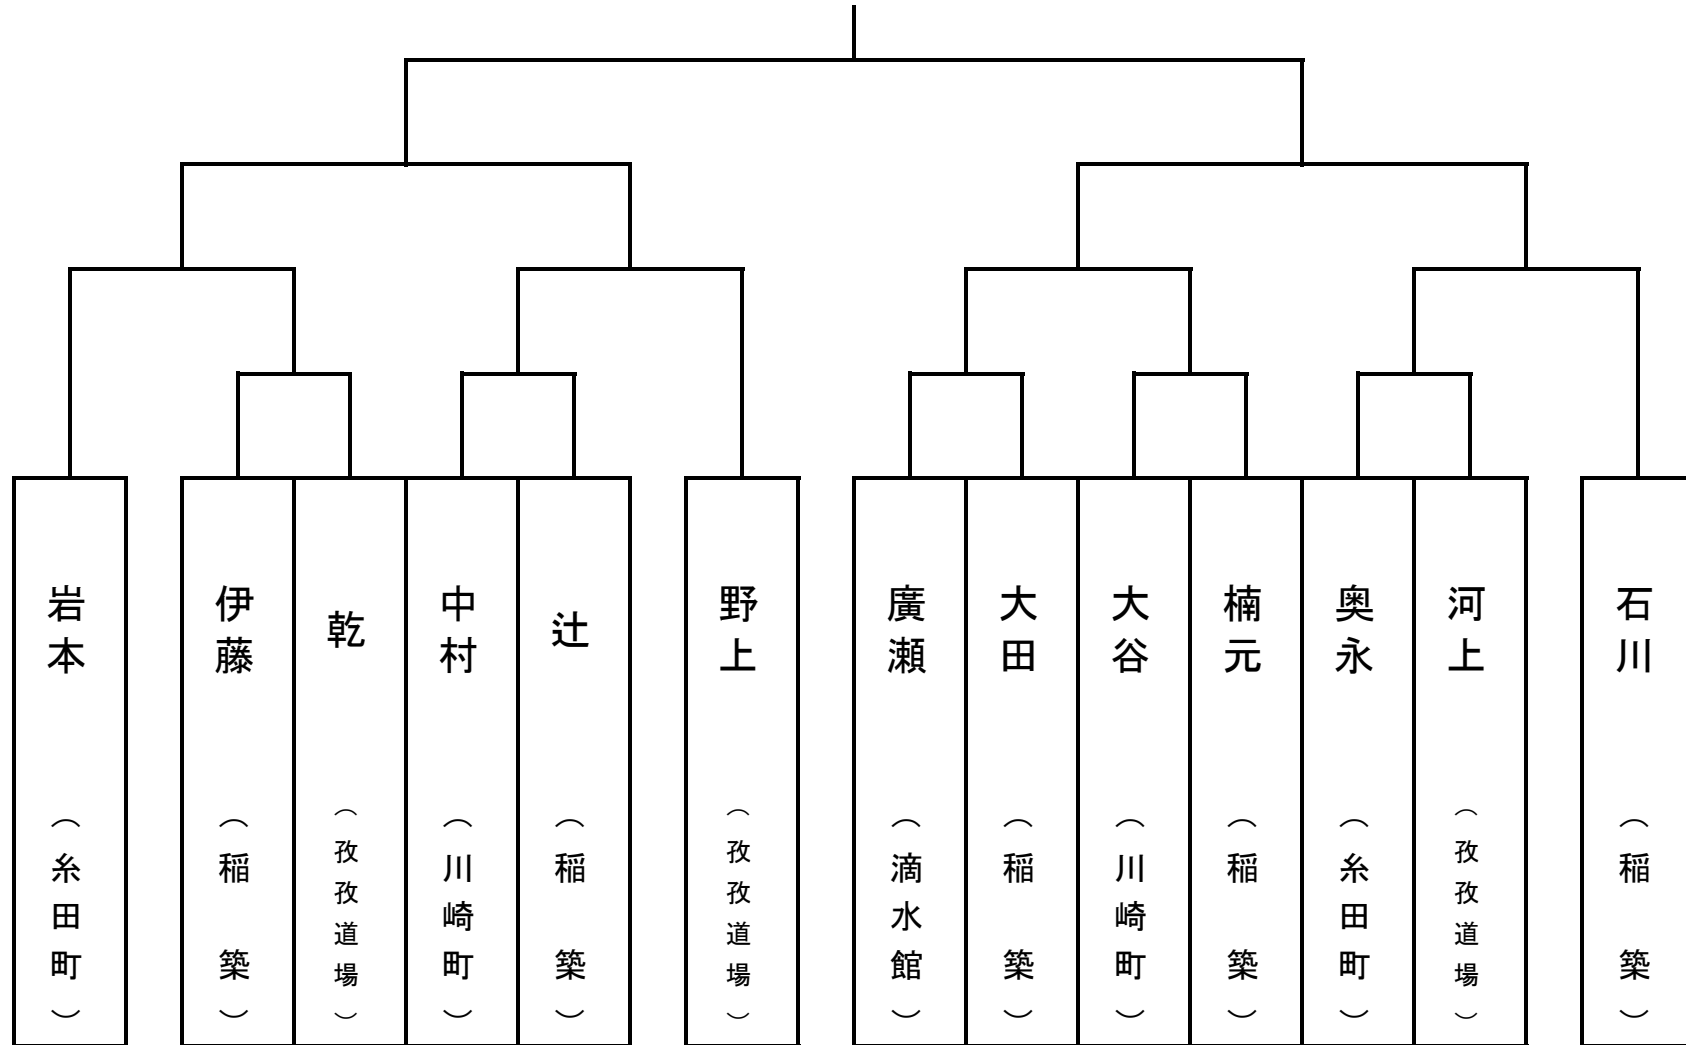 岩本
（糸田町）
伊藤
（稲築）
乾
（孜孜道場）
中村
（川崎町）
辻
（稲築）
野上
（孜孜道場）
廣瀬
（滴水館）
大田
（稲築）
大谷
（川崎町）
楠元
（稲築）
奥永
（糸田町）
河上
（孜孜道場）
石川
（稲築）